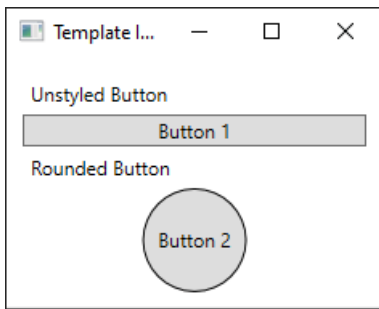 Template I...
Unstyled Button
Button 1
Rounded Button
Button 2